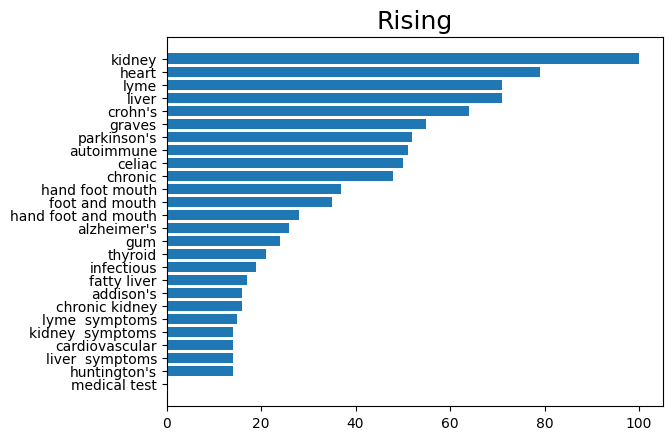 Rising
kidney
heart
lyme
liver
crohn's
graves
parkinson's
autoimmune
celiac
chronic
hand foot mouth
foot and mouth
hand foot and mouth
alzheimer's
gum
thyroid
infectious
fatty liver
addison's
chronic kidney
lyme  symptoms
kidney  symptoms
cardiovascular
liver  symptoms
huntington's
medical test
0 20 40 60 80 100